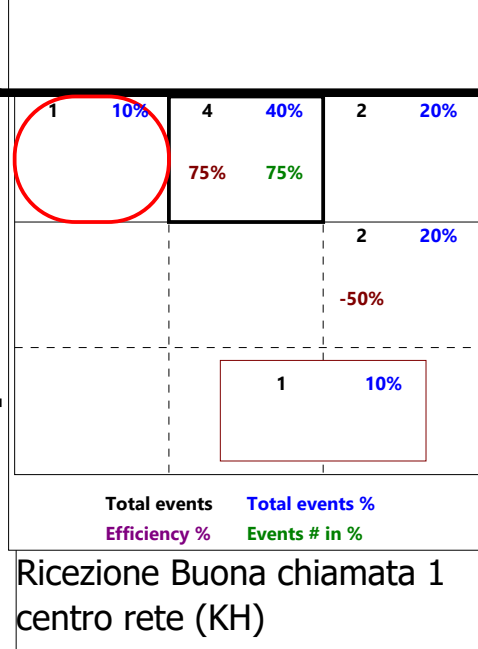 1 10% 4 40% 2 20%
75% 75%
2 20%
-50%
1 10%
Total events Total events %
Efficiency % Events # in %
Ricezione Buona chiamata 1
centro rete (KH)